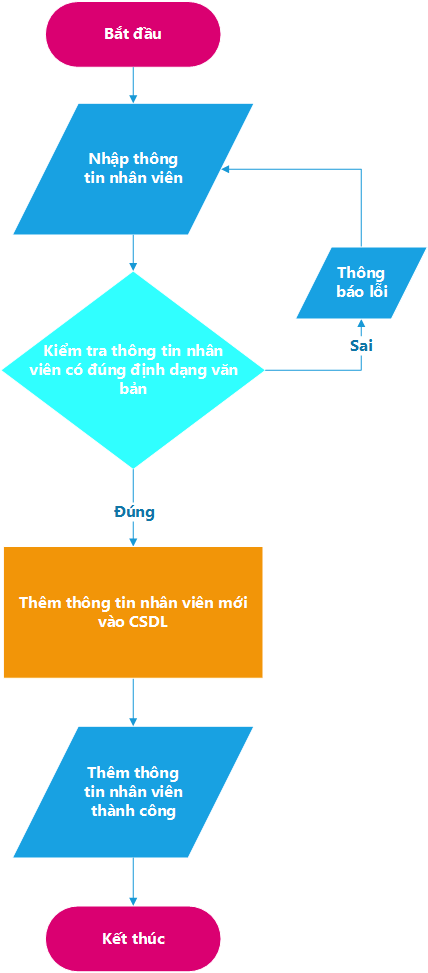 Bắt đầu
Nhập thông
tin nhân viên
Thông
báo lỗi
Sai
Kiểm tra thông tin nhân
viên có đúng định dạng văn
bản
Đúng
Thêm thông tin nhân viên mới
vào CSDL
Thêm thông
tin nhân viên
thành công
Kết thúc